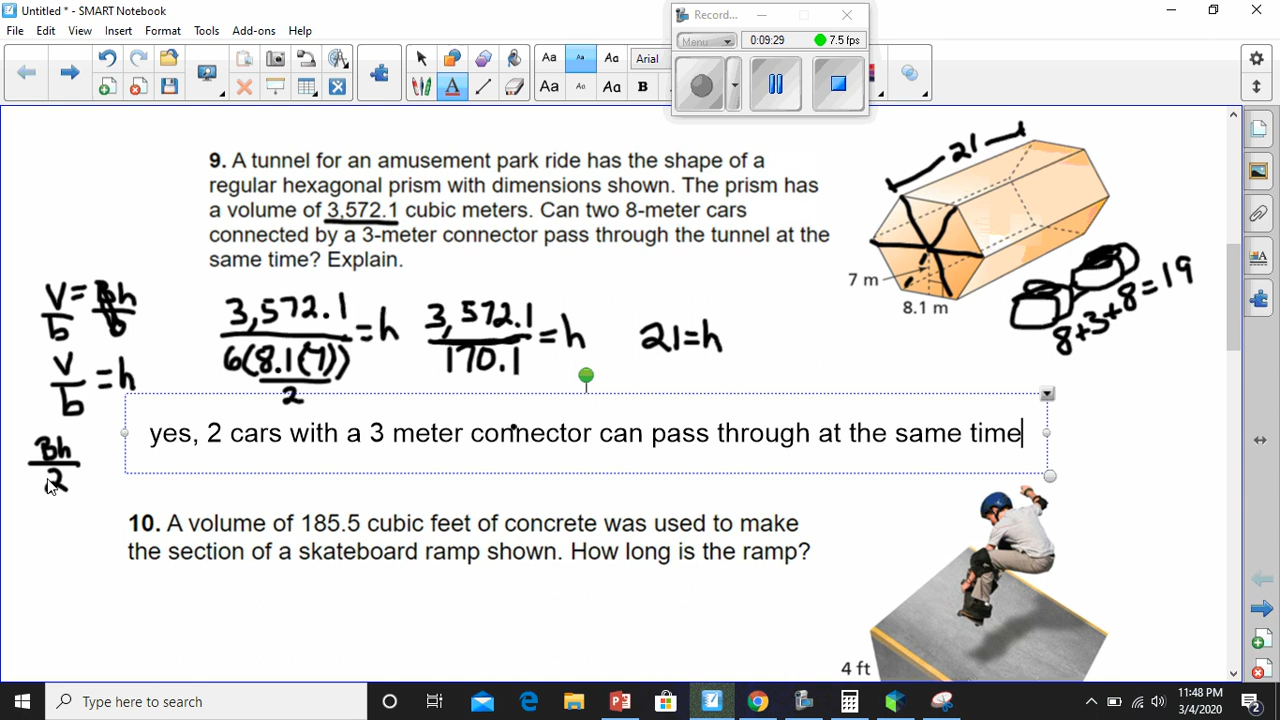 Untitled * - SMART Notebook
File Edit View Insert Format Tools Add-ons Help
Record...
Menu
0:09:29
7.5 fps
Aa Aa Aa Arial
Aa Aa Aa B
9. A tunnel for an amusement park ride has the shape of a
regular hexagonal prism with dimensions shown. The prism has
a volume of 3,572.1 cubic meters. Can two 8-meter cars
connected by a 3-meter connector pass through the tunnel at the
same time? Explain.
21
7 m
8.1 m
8+3+8=19
V = Bh
b b
V = h
b
Bh
2
3,572.1 = h
6(8.1(7))
2
3,572.1 = h
170.1
21=h
yes, 2 cars with a 3 meter connector can pass through at the same time
10. A volume of 185.5 cubic feet of concrete was used to make
the section of a skateboard ramp shown. How long is the ramp?
4 ft
Type here to search
11:48 PM
3/4/2020
2